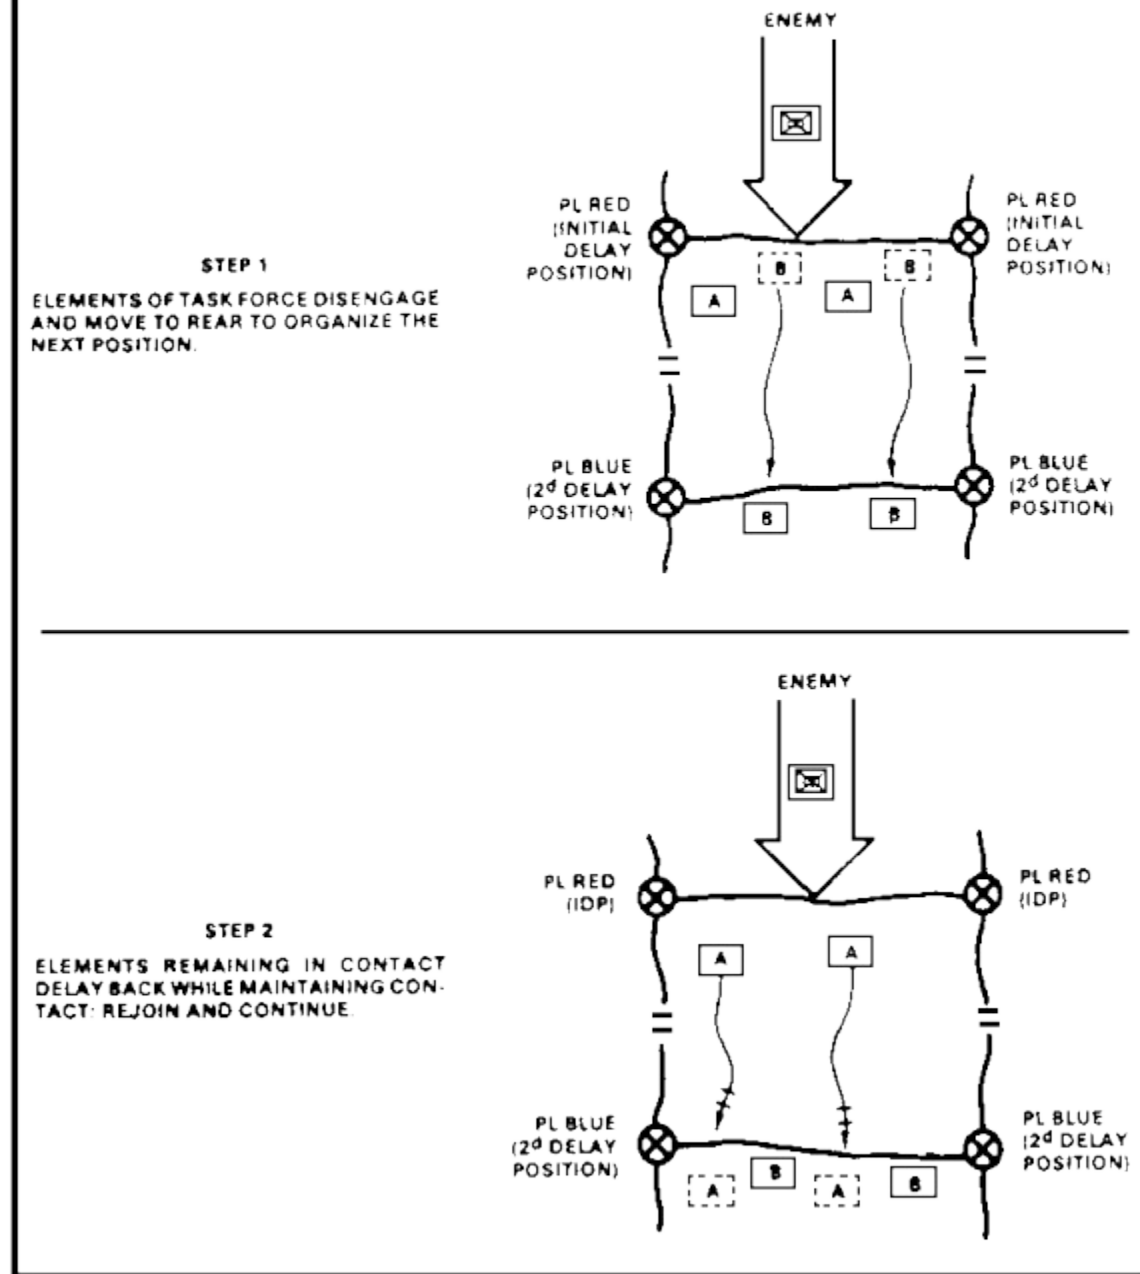 ENEMY
PL RED
(INITIAL
DELAY
POSITION)
PL RED
(INITIAL
DELAY
POSITION)
B
B
A
A
STEP 1
ELEMENTS OF TASK FORCE DISENGAGE
AND MOVE TO REAR TO ORGANIZE THE
NEXT POSITION.
PL BLUE
(2d DELAY
POSITION)
PL BLUE
(2d DELAY
POSITION)
B
B
ENEMY
PL RED
(IDP)
PL RED
(IDP)
STEP 2
ELEMENTS REMAINING IN CONTACT
DELAY BACK WHILE MAINTAINING CON-
TACT: REJOIN AND CONTINUE.
A
A
PL BLUE
(2d DELAY
POSITION)
PL BLUE
(2d DELAY
POSITION)
A
B
A
B